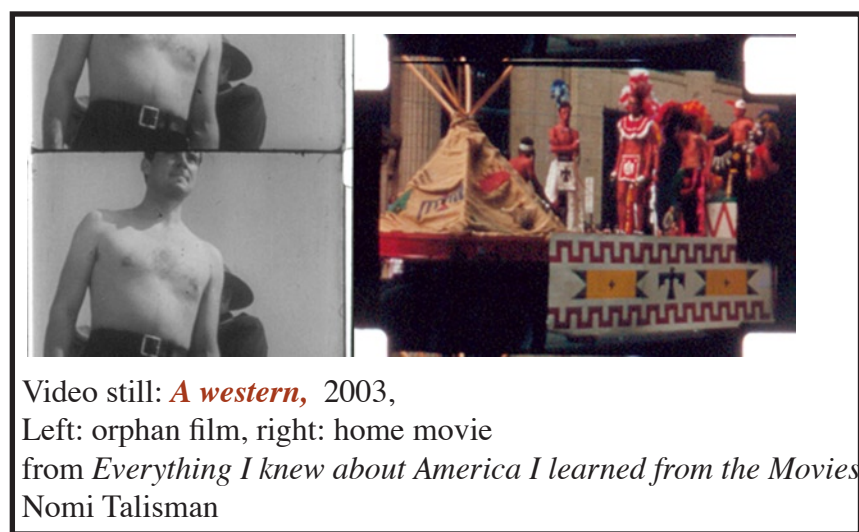 Video still: A western, 2003,
Left: orphan film, right: home movie
from Everything I knew about America I learned from the Movies
Nomi Talisman